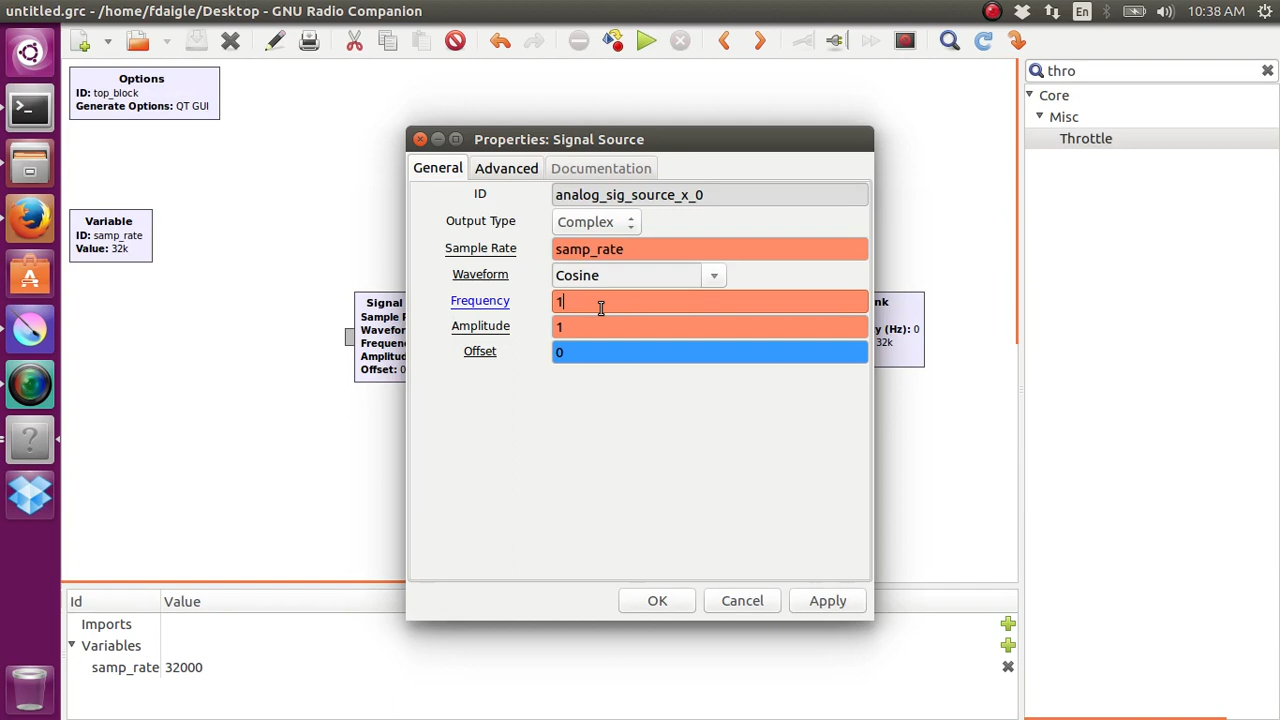 untitled.grc - /home/fdaigle/Desktop - GNU Radio Companion
En
10:38 AM
thro
Core
Misc
Throttle
Options
ID: top_block
Generate Options: QT GUI
Variable
ID: samp_rate
Value: 32k
Signal
Sample
Wavefor
Frequenc
Amplitud
Offset: 0
nk
(Hz): 0
32k
Properties: Signal Source
General
Advanced
Documentation
ID
analog_sig_source_x_0
Output Type
Complex
Sample Rate
samp_rate
Waveform
Cosine
Frequency
1
Amplitude
1
Offset
0
OK
Cancel
Apply
Id
Value
Imports
Variables
samp_rate
32000